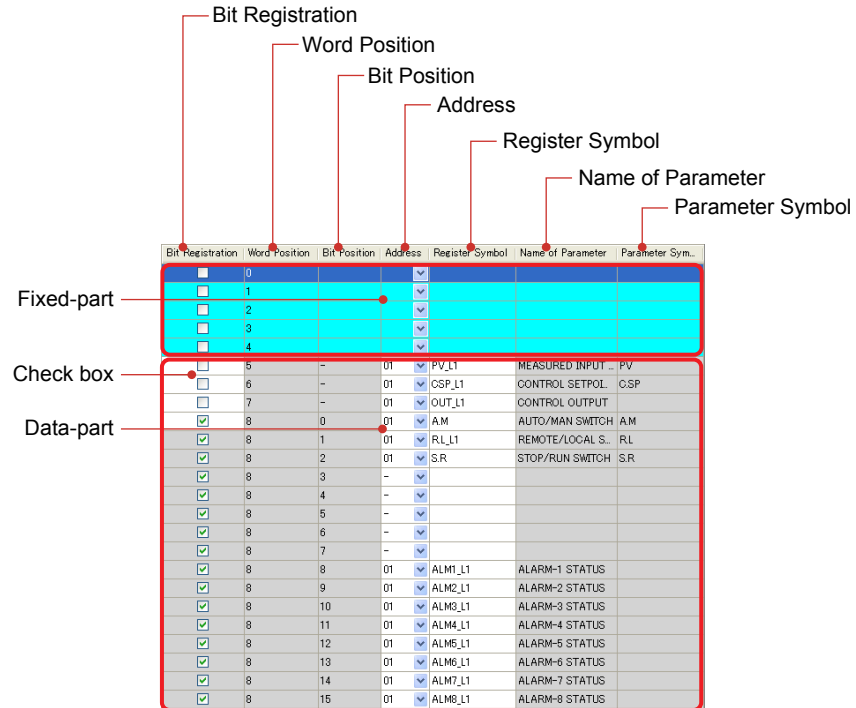 Bit Registration
Word Position
Bit Position
Address
Register Symbol
Name of Parameter
Parameter Symbol
Bit Registration Word Position Bit Position Address Register Symbol Name of Parameter Parameter Sym...
0
Fixed-part
1
2
3
4
Check box
5 - 01 PV_L1 MEASURED INPUT ... PV
6 - 01 CSP_L1 CONTROL SETPOI... C.SP
7 - 01 OUT_L1 CONTROL OUTPUT
Data-part
8 0 01 A.M AUTO/MAN SWITCH A.M
8 1 01 R.L_L1 REMOTE/LOCAL S... R.L
8 2 01 S.R STOP/RUN SWITCH S.R
8 3 -
8 4 -
8 5 -
8 6 -
8 7 -
8 8 01 ALM1_L1 ALARM-1 STATUS
8 9 01 ALM2_L1 ALARM-2 STATUS
8 10 01 ALM3_L1 ALARM-3 STATUS
8 11 01 ALM4_L1 ALARM-4 STATUS
8 12 01 ALM5_L1 ALARM-5 STATUS
8 13 01 ALM6_L1 ALARM-6 STATUS
8 14 01 ALM7_L1 ALARM-7 STATUS
8 15 01 ALM8_L1 ALARM-8 STATUS